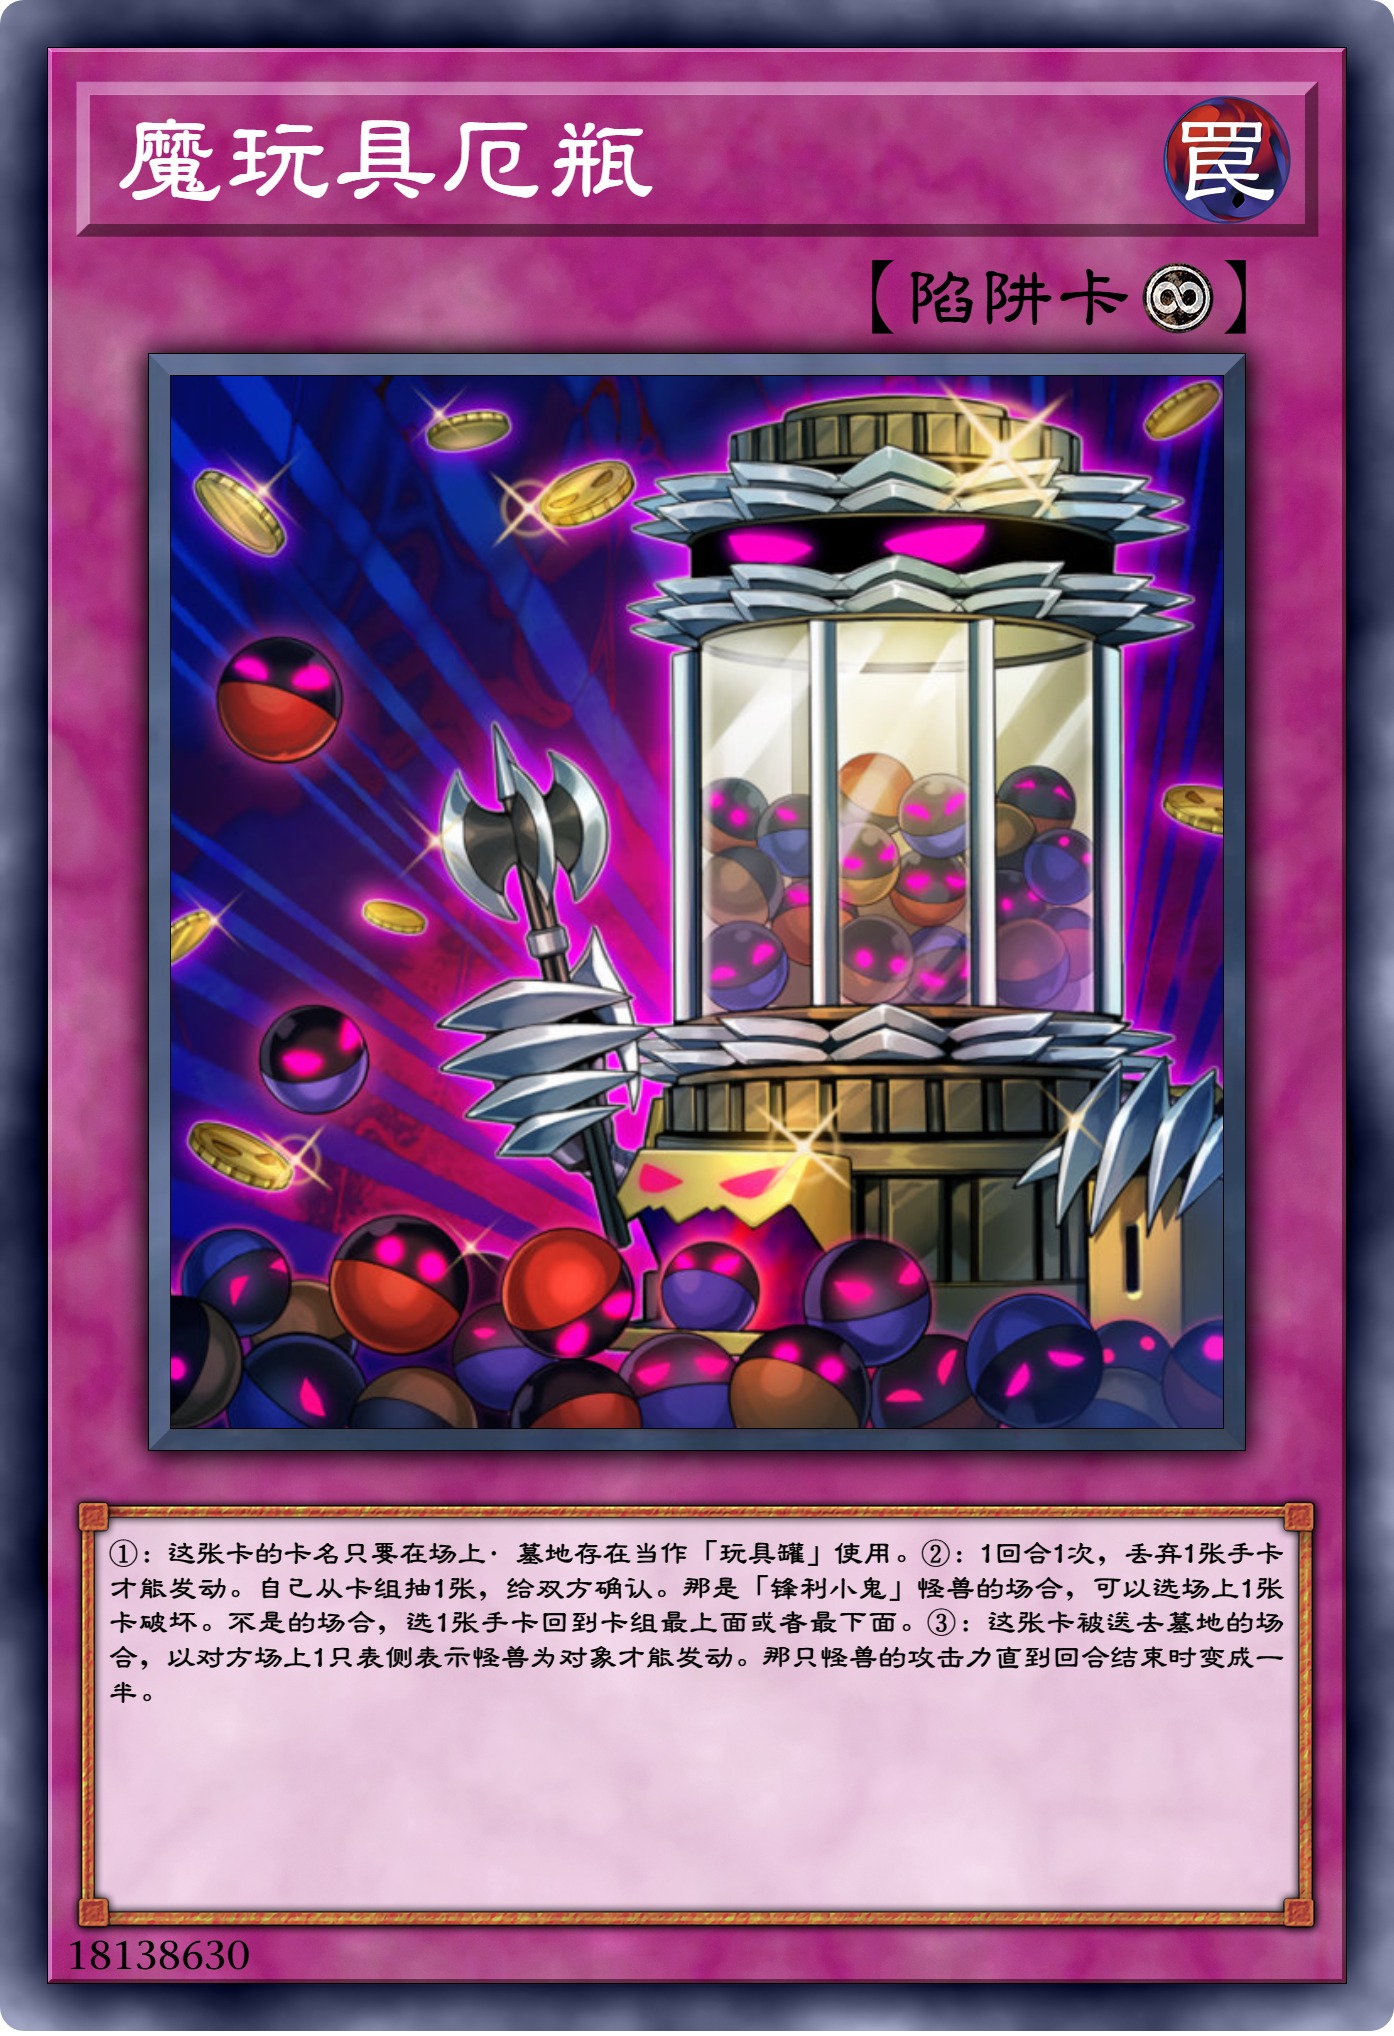 魔玩具厄瓶
罠
【陷阱卡】
①：这张卡的卡名只要在场上·墓地存在当作「玩具罐」使用。②：1回合1次，丢弃1张手卡
才能发动。自己从卡组抽1张，给双方确认。那是「锋利小鬼」怪兽的场合，可以选场上1张
卡破坏。不是的场合，选1张手卡回到卡组最上面或者最下面。③：这张卡被送去墓地的场
合，以对方场上1只表侧表示怪兽为对象才能发动。那只怪兽的攻击力直到回合结束时变成一
半。
18138630